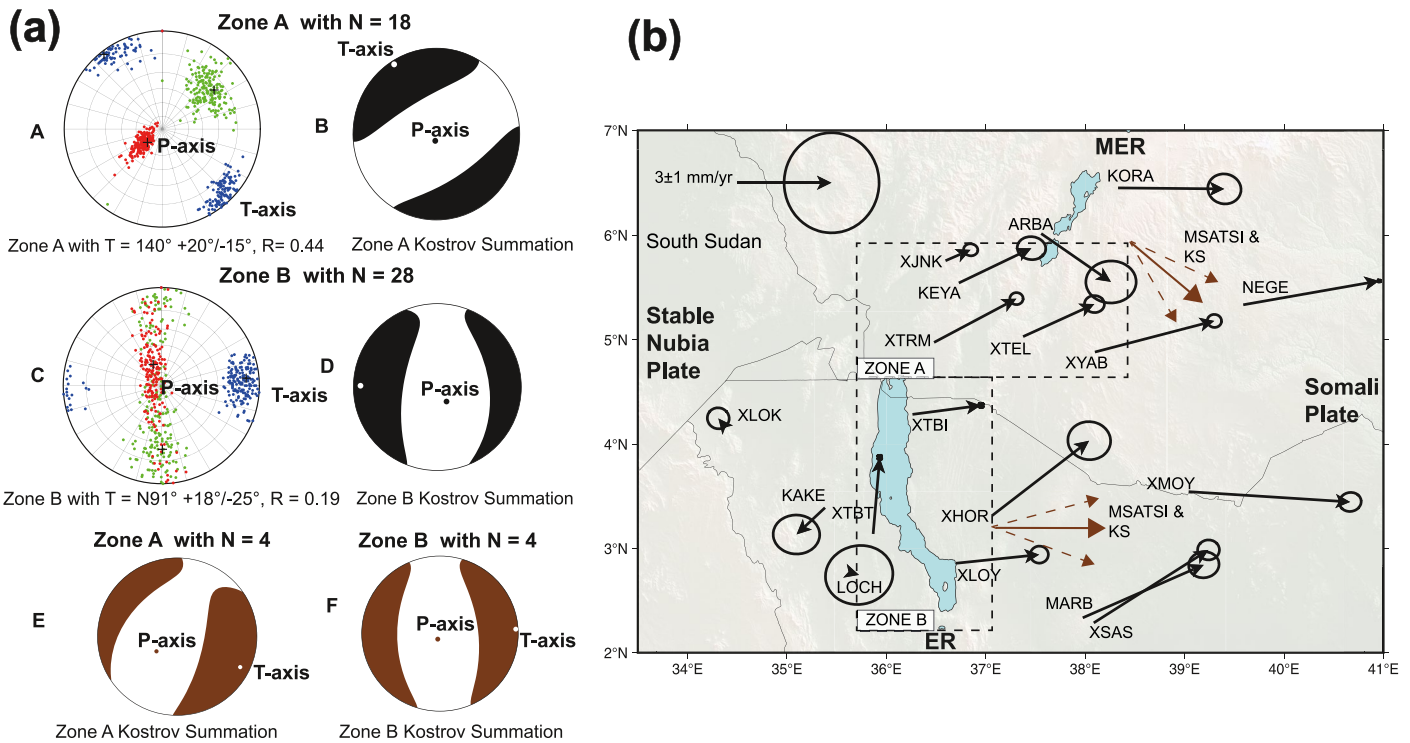 (a)
Zone A with N = 18
T-axis
A
P-axis
T-axis
B
P-axis
Zone A with T = 140° +20°/-15°, R= 0.44
Zone A Kostrov Summation
Zone B with N = 28
C
P-axis
T-axis
D
P-axis
Zone B with T = N91° +18°/-25°, R = 0.19
Zone B Kostrov Summation
Zone A with N = 4
Zone B with N = 4
E
P-axis
T-axis
F
P-axis
T-axis
Zone A Kostrov Summation
Zone B Kostrov Summation
(b)
7°N
6°N
5°N
4°N
3°N
2°N
34°E
35°E
36°E
37°E
38°E
39°E
40°E
41°E
MER
3±1 mm/yr
KORA
ARBA
South Sudan
XJNK
MSATSI &
KS
KEYA
NEGE
Stable
Nubia
Plate
XTRM
XTEL
XYAB
ZONE A
Somali
Plate
XLOK
XTBI
XMOY
KAKE
XTBT
XHOR
MSATSI &
KS
LOCH
XLOY
MARB
XSAS
ZONE B
ER